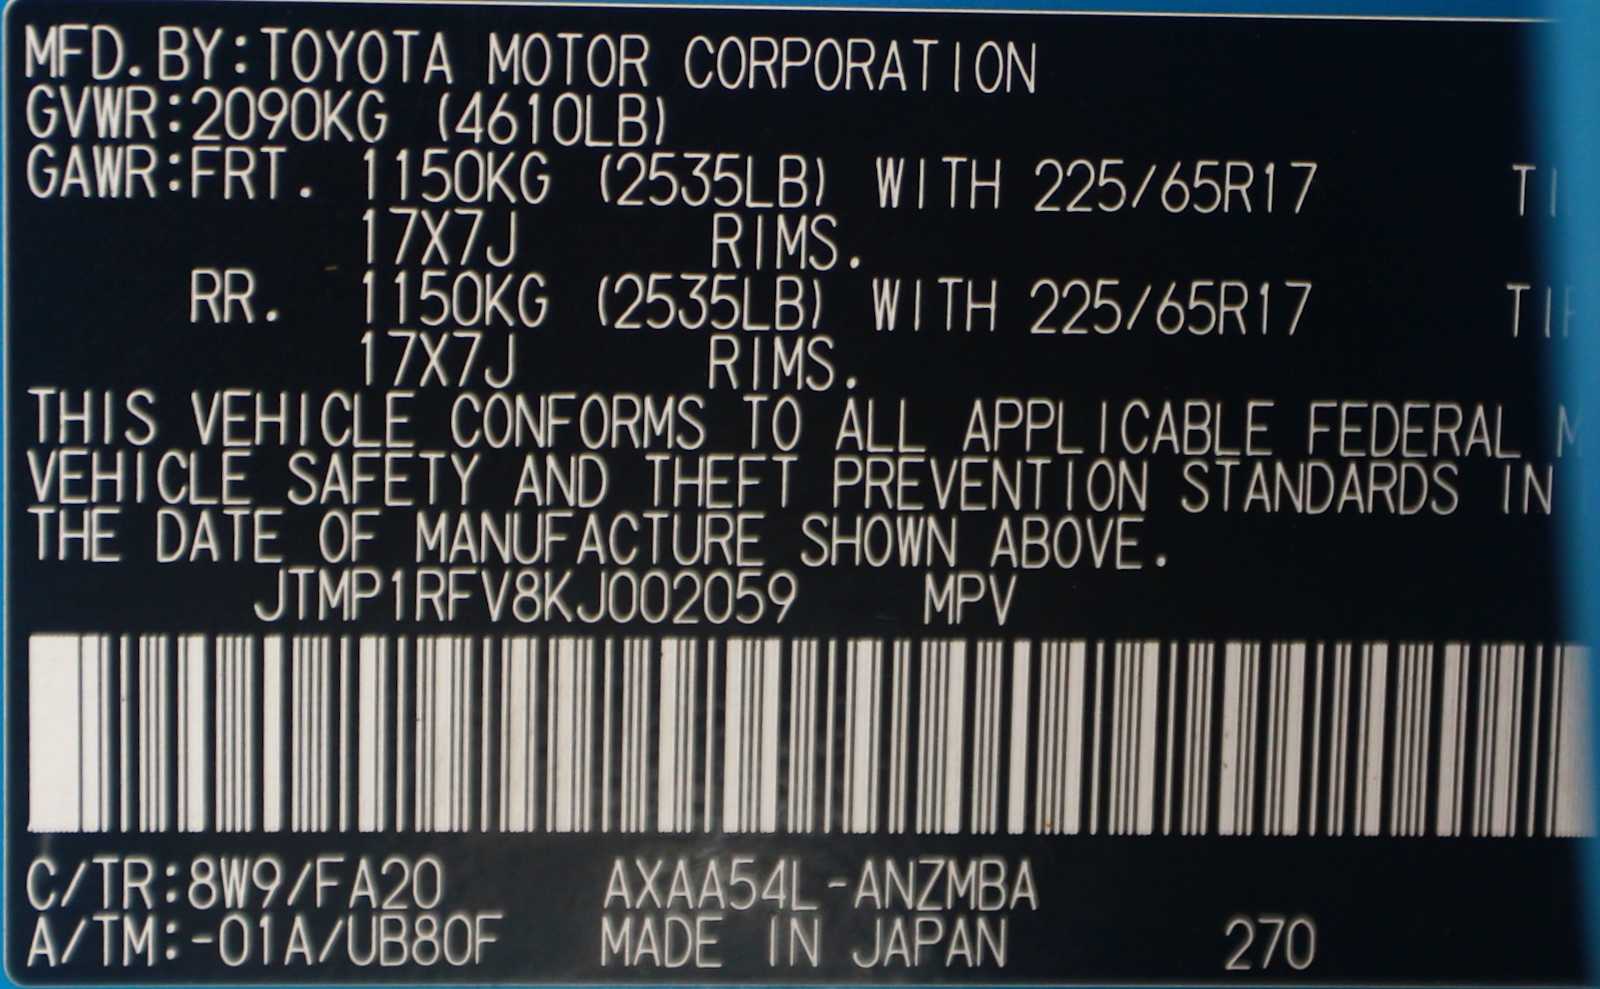 MFD.BY:TOYOTA MOTOR CORPORATION
GVWR:2090KG (4610LB)
GAWR:FRT. 1150KG (2535LB) WITH 225/65R17
17X7J RIMS.
RR. 1150KG (2535LB) WITH 225/65R17
17X7J RIMS.
THIS VEHICLE CONFORMS TO ALL APPLICABLE FEDERAL
VEHICLE SAFETY AND THEFT PREVENTION STANDARDS IN
THE DATE OF MANUFACTURE SHOWN ABOVE.
JTMP1RFV8KJ002059 MPV
C/TR:8W9/FA20 AXAA54L-ANZMBA
A/TM:-01A/UB80F MADE IN JAPAN 270